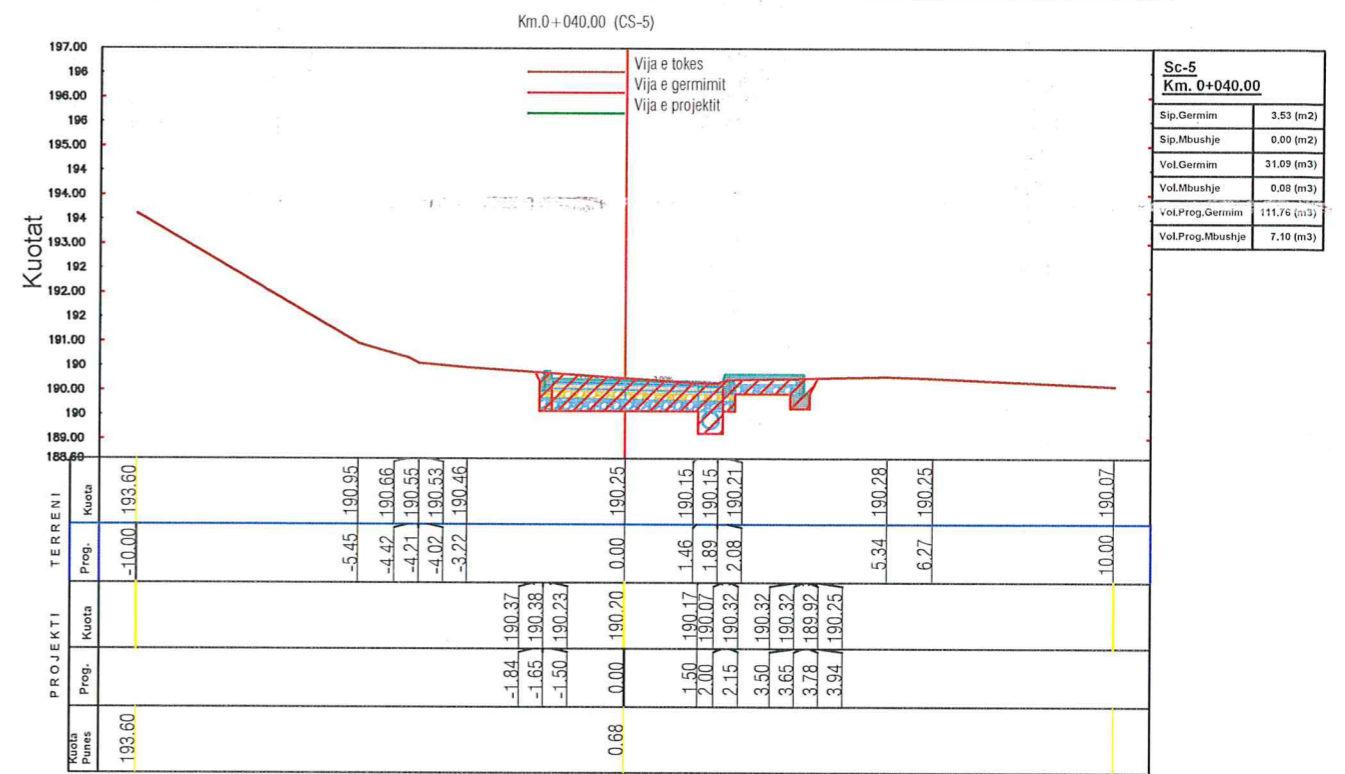 Km.0+040.00 (CS-5)
Vija e tokes
Vija e germimit
Vija e projektit
Sc-5
Km. 0+040.00
Sip.Germim 3.53 (m2)
Sip.Mbushje 0.00 (m2)
Vol.Germim 31.09 (m3)
Vol.Mbushje 0.08 (m3)
Vol.Prog.Germim 111.76 (m3)
Vol.Prog.Mbushje 7.10 (m3)
Kuotat
197.00
196
196.00
196
195.00
194
194.00
194
193.00
192
192.00
192
191.00
190
190.00
190
189.00
188.60
TERRENI
Kuota 193.60 190.95 190.66 190.55 190.53 190.46 190.25 190.15 190.15 190.21 190.28 190.25 190.07
Prog. -10.00 -5.45 -4.42 -4.21 -4.02 -3.22 0.00 1.46 1.89 2.08 5.34 6.27 10.00
PROJEKTI
Kuota 190.37 190.38 190.23 190.20 190.17 190.07 190.32 190.32 190.32 189.92 190.25
Prog. -1.84 -1.65 -1.50 0.00 1.50 2.00 2.15 3.50 3.65 3.78 3.94
Kuota Punes 193.60 0.68